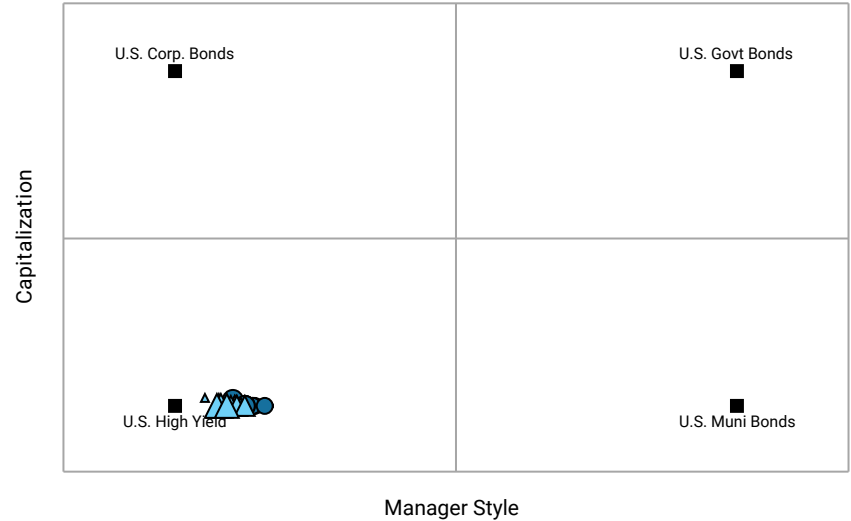 U.S. Corp. Bonds
U.S. Govt Bonds
Capitalization
U.S. High Yield
U.S. Muni Bonds
Manager Style